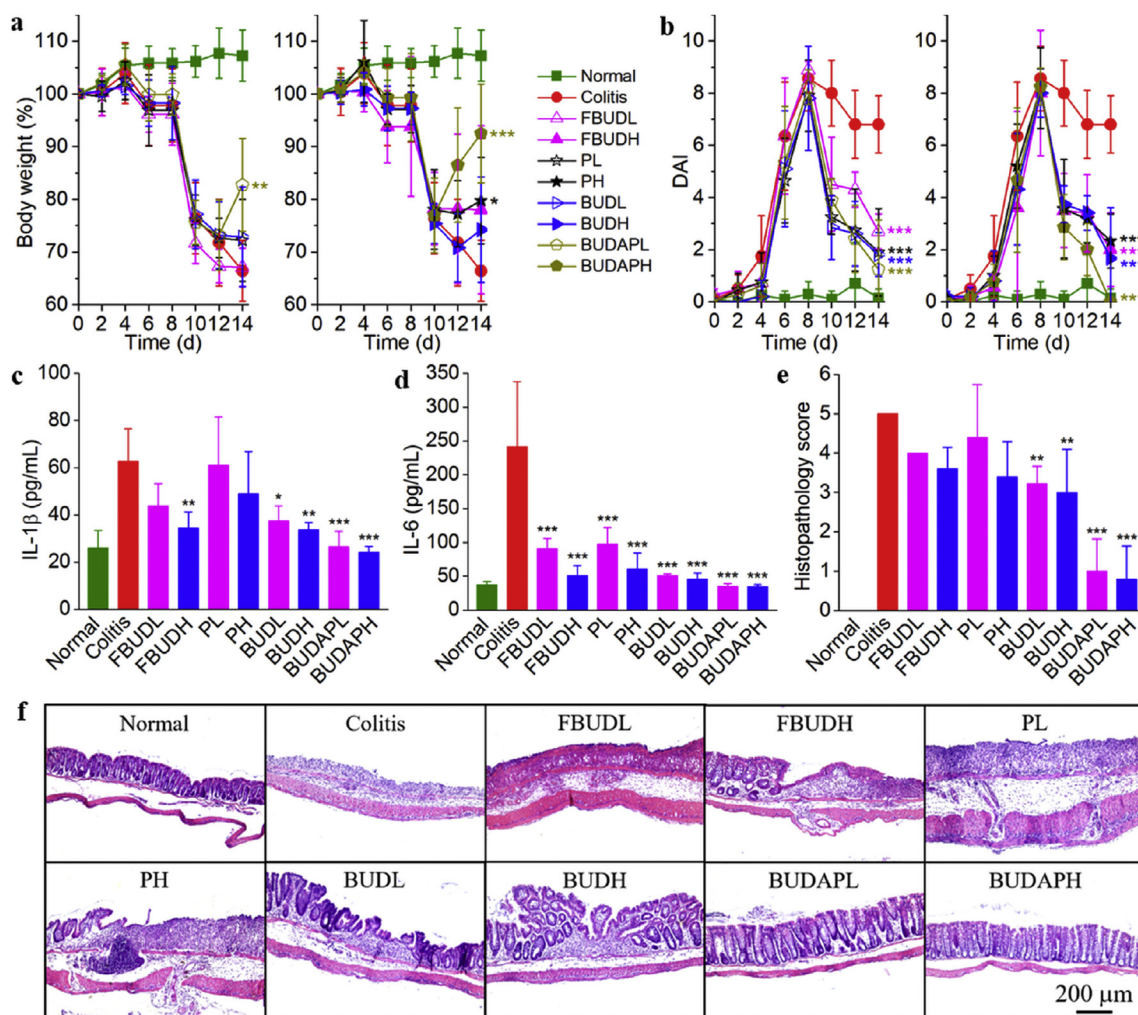 a
110
100
90
80
70
60
Body weight (%)
0 2 4 6 8 10 12 14
Time (d)
**
110
100
90
80
70
60
0 2 4 6 8 10 12 14
Time (d)
***
*
Normal
Colitis
FBUDL
FBUDH
PL
PH
BUDL
BUDH
BUDAPL
BUDAPH
b
10
8
6
4
2
0
DAI
0 2 4 6 8 10 12 14
Time (d)
***
***
***
***
10
8
6
4
2
0
0 2 4 6 8 10 12 14
Time (d)
***
***
**
**
c
100
80
60
40
20
0
IL-1β (pg/mL)
** * ** *** ***
Normal Colitis FBUDL FBUDH PL PH BUDL BUDH BUDAPL BUDAPH
d
350
300
250
200
150
100
50
0
IL-6 (pg/mL)
*** *** *** *** *** *** *** ***
Normal Colitis FBUDL FBUDH PL PH BUDL BUDH BUDAPL BUDAPH
e
6
5
4
3
2
1
0
Histopathology score
** ** *** ***
Normal Colitis FBUDL FBUDH PL PH BUDL BUDH BUDAPL BUDAPH
f
Normal Colitis FBUDL FBUDH PL
PH BUDL BUDH BUDAPL BUDAPH
200 μm